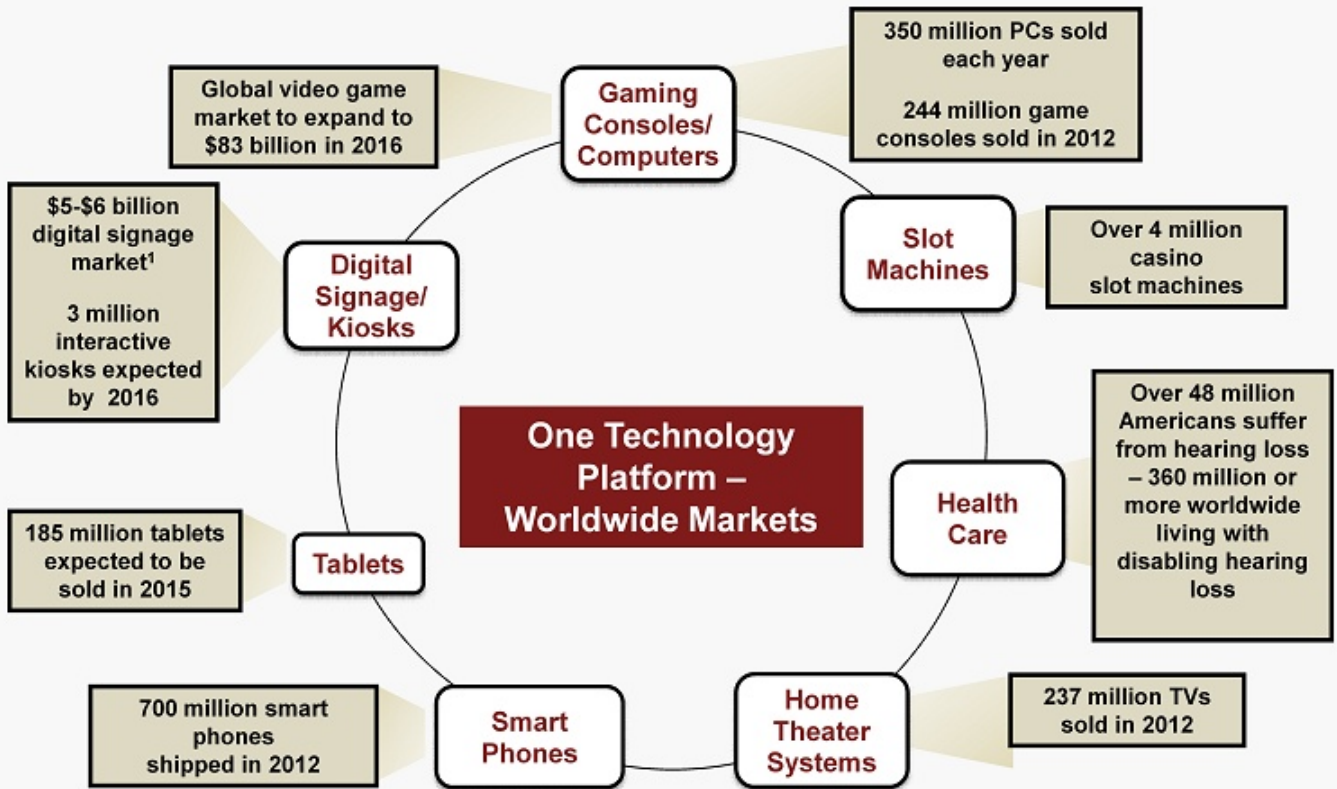 350 million PCs sold
each year
244 million game
consoles sold in 2012
Global video game
market to expand to
$83 billion in 2016
Gaming
Consoles/
Computers
$5-$6 billion
digital signage
market¹
3 million
interactive
kiosks expected
by 2016
Digital
Signage/
Kiosks
Slot
Machines
Over 4 million
casino
slot machines
One Technology
Platform –
Worldwide Markets
Over 48 million
Americans suffer
from hearing loss
– 360 million or
more worldwide
living with
disabling hearing
loss
Health
Care
185 million tablets
expected to be
sold in 2015
Tablets
700 million smart
phones
shipped in 2012
Smart
Phones
Home
Theater
Systems
237 million TVs
sold in 2012